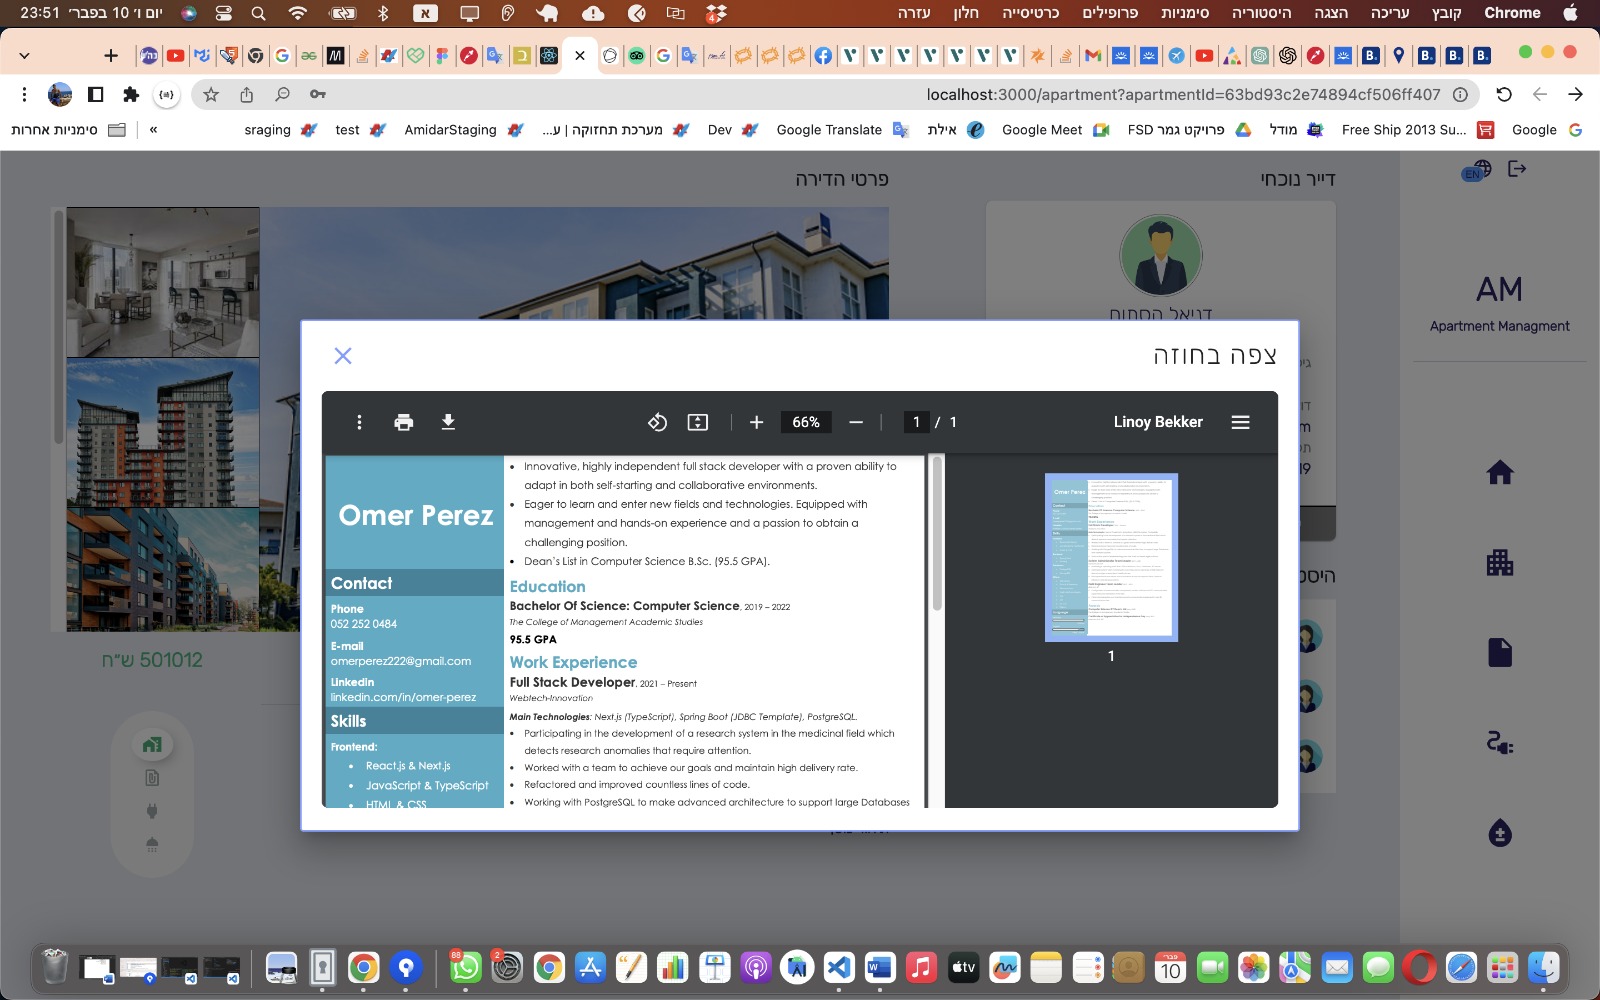 23:51
יום ו׳ 10 בפבר׳
א
4
עזרה
חלון
היסטוריה
כרטיסייה
פרופילים
סימניות
הצגה
עריכה
קובץ
Chrome
localhost:3000/apartment?apartmentId=63bd93c2e74894cf506ff407
סימניות אחרות
»
sraging
test
AmidarStaging
מערכת תחזוקה | ע...
Dev
Google Translate
אילת
Google Meet
פרויקט גמר FSD
מודל
Free Ship 2013 Su...
Google
פרטי הדירה
דייר נוכחי
EN
AM
Apartment Managment
דניאל הסתוס
501012 ש״ח
צפה בחוזה
66%
1 / 1
Linoy Bekker
Omer Perez
Contact
Phone
052 252 0484
E-mail
omerperez222@gmail.com
Linkedin
linkedin.com/in/omer-perez
Skills
Frontend:
• React.js & Next.js
• JavaScript & TypeScript
• HTML & CSS
• Innovative, highly independent full stack developer with a proven ability to
adapt in both self-starting and collaborative environments.
• Eager to learn and enter new fields and technologies. Equipped with
management and hands-on experience and a passion to obtain a
challenging position.
• Dean's List in Computer Science B.Sc. (95.5 GPA).
Education
Bachelor Of Science: Computer Science, 2019 – 2022
The College of Management Academic Studies
95.5 GPA
Work Experience
Full Stack Developer, 2021 – Present
Webtech-Innovation
Main Technologies: Next.js (TypeScript), Spring Boot (JDBC Template), PostgreSQL.
• Participating in the development of a research system in the medicinal field which
detects research anomalies that require attention.
• Worked with a team to achieve our goals and maintain high delivery rate.
• Refactored and improved countless lines of code.
• Working with PostgreSQL to make advanced architecture to support large Databases
Omer Perez
1
88
2
tv
פבר׳
10